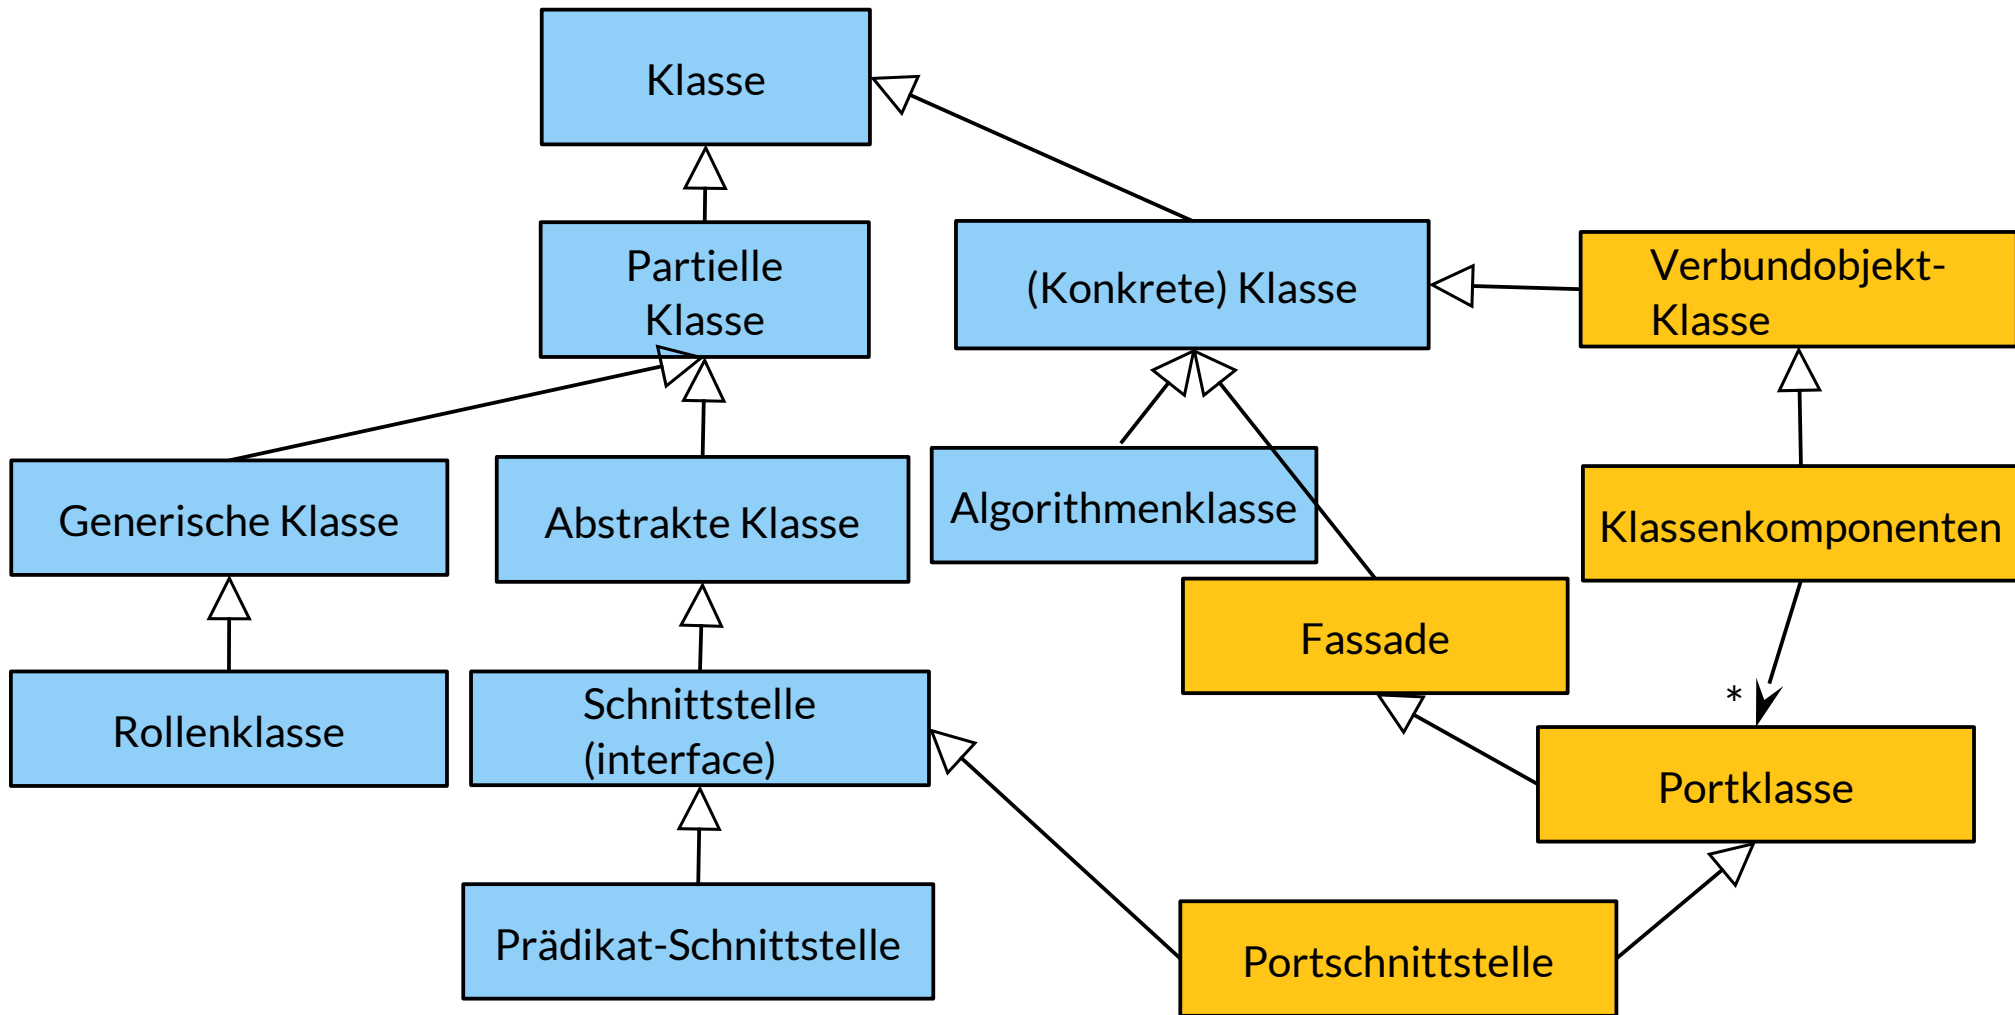 Klasse
Partielle
Klasse
(Konkrete) Klasse
Verbundobjekt-
Klasse
Generische Klasse
Abstrakte Klasse
Algorithmenklasse
Klassenkomponenten
Fassade
Rollenklasse
Schnittstelle
(interface)
*
Portklasse
Prädikat-Schnittstelle
Portschnittstelle